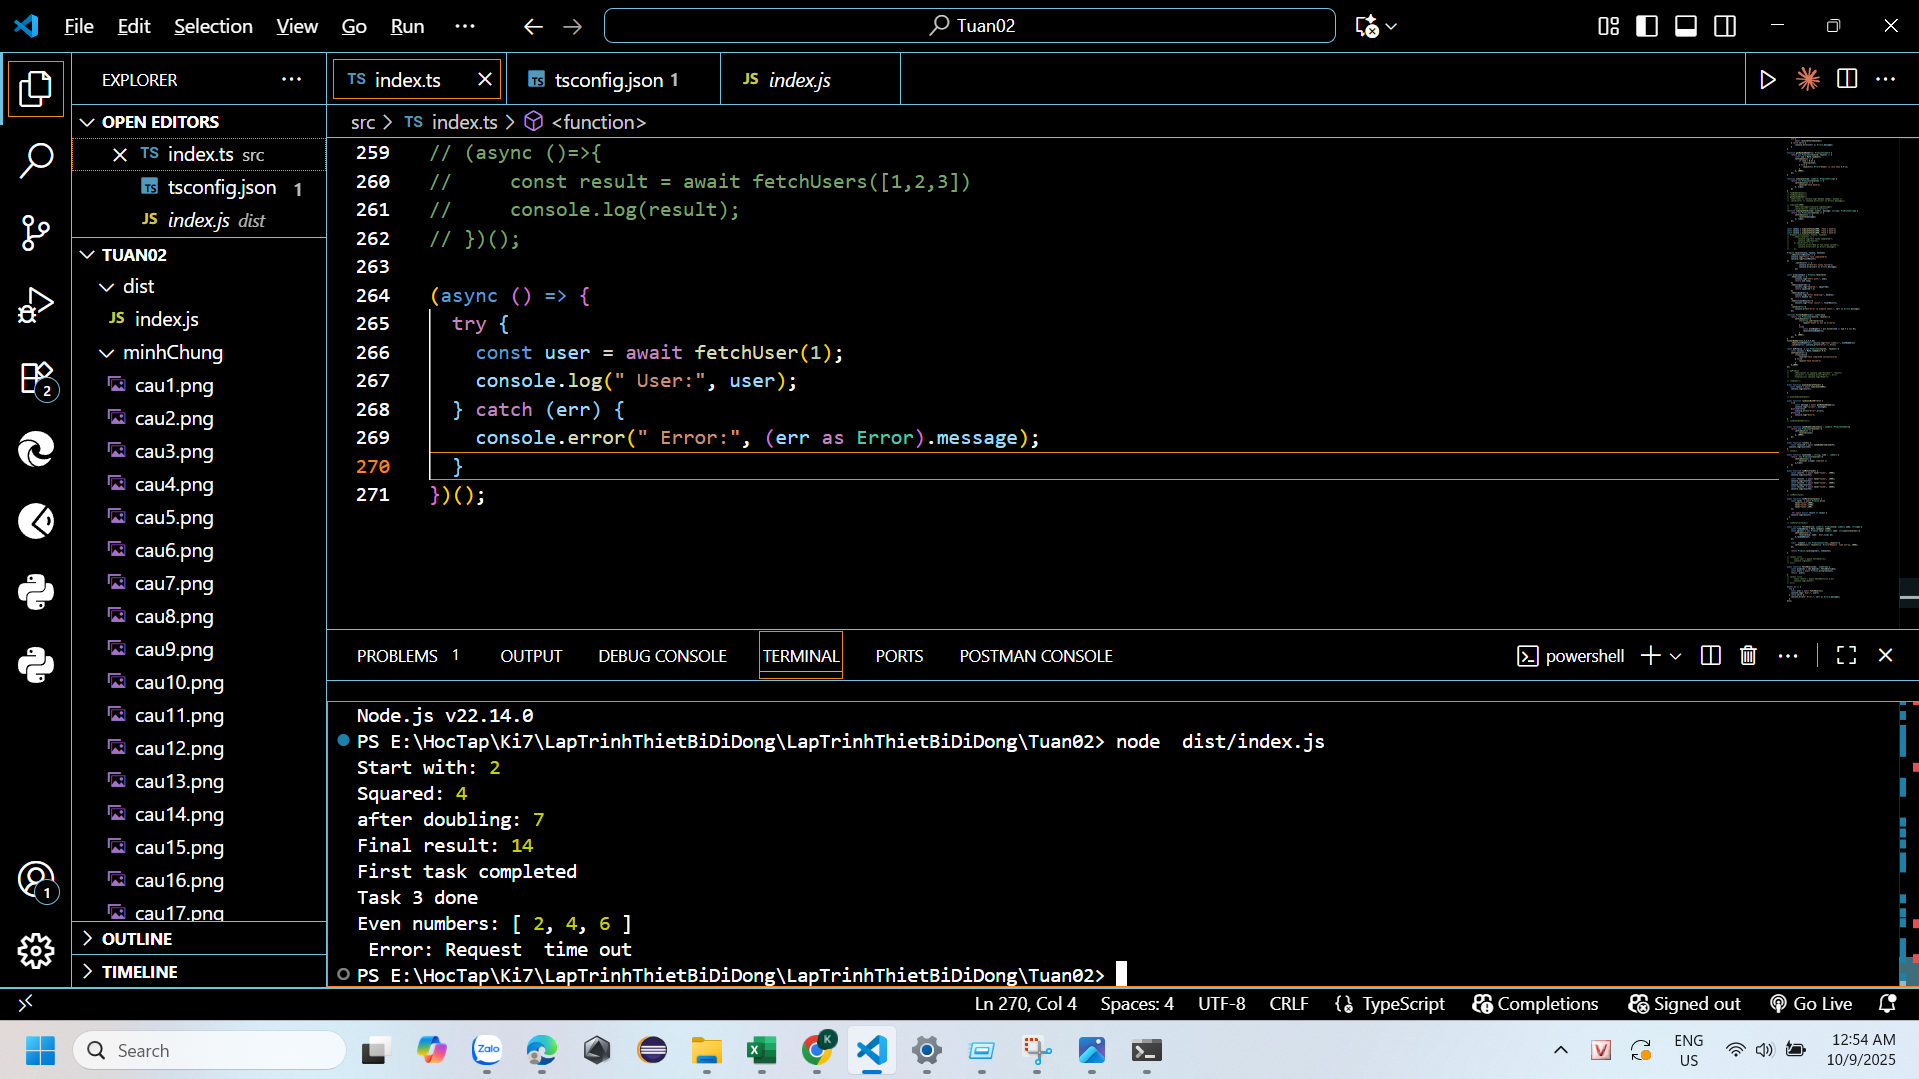 File Edit Selection View Go Run ··· Tuan02
EXPLORER ···
OPEN EDITORS
TS index.ts src
tsconfig.json 1
JS index.js dist
TUAN02
dist
JS index.js
minhChung
cau1.png
cau2.png
cau3.png
cau4.png
cau5.png
cau6.png
cau7.png
cau8.png
cau9.png
cau10.png
cau11.png
cau12.png
cau13.png
cau14.png
cau15.png
cau16.png
cau17.png
OUTLINE
TIMELINE
2
1
TS index.ts
TS tsconfig.json 1
JS index.js
src > TS index.ts > <function>
259 // (async ()=>{
260 //     const result = await fetchUsers([1,2,3])
261 //     console.log(result);
262 // })();
263
264 (async () => {
265   try {
266     const user = await fetchUser(1);
267     console.log(" User:", user);
268   } catch (err) {
269     console.error(" Error:", (err as Error).message);
270   }
271 })();
PROBLEMS 1 OUTPUT DEBUG CONSOLE TERMINAL PORTS POSTMAN CONSOLE powershell
Node.js v22.14.0
PS E:\HocTap\Ki7\LapTrinhThietBiDiDong\LapTrinhThietBiDiDong\Tuan02> node  dist/index.js
Start with: 2
Squared: 4
after doubling: 7
Final result: 14
First task completed
Task 3 done
Even numbers: [ 2, 4, 6 ]
 Error: Request  time out
PS E:\HocTap\Ki7\LapTrinhThietBiDiDong\LapTrinhThietBiDiDong\Tuan02>
Ln 270, Col 4 Spaces: 4 UTF-8 CRLF {} TypeScript Completions Signed out Go Live
Search
Zalo
K
V
ENG
US
12:54 AM
10/9/2025